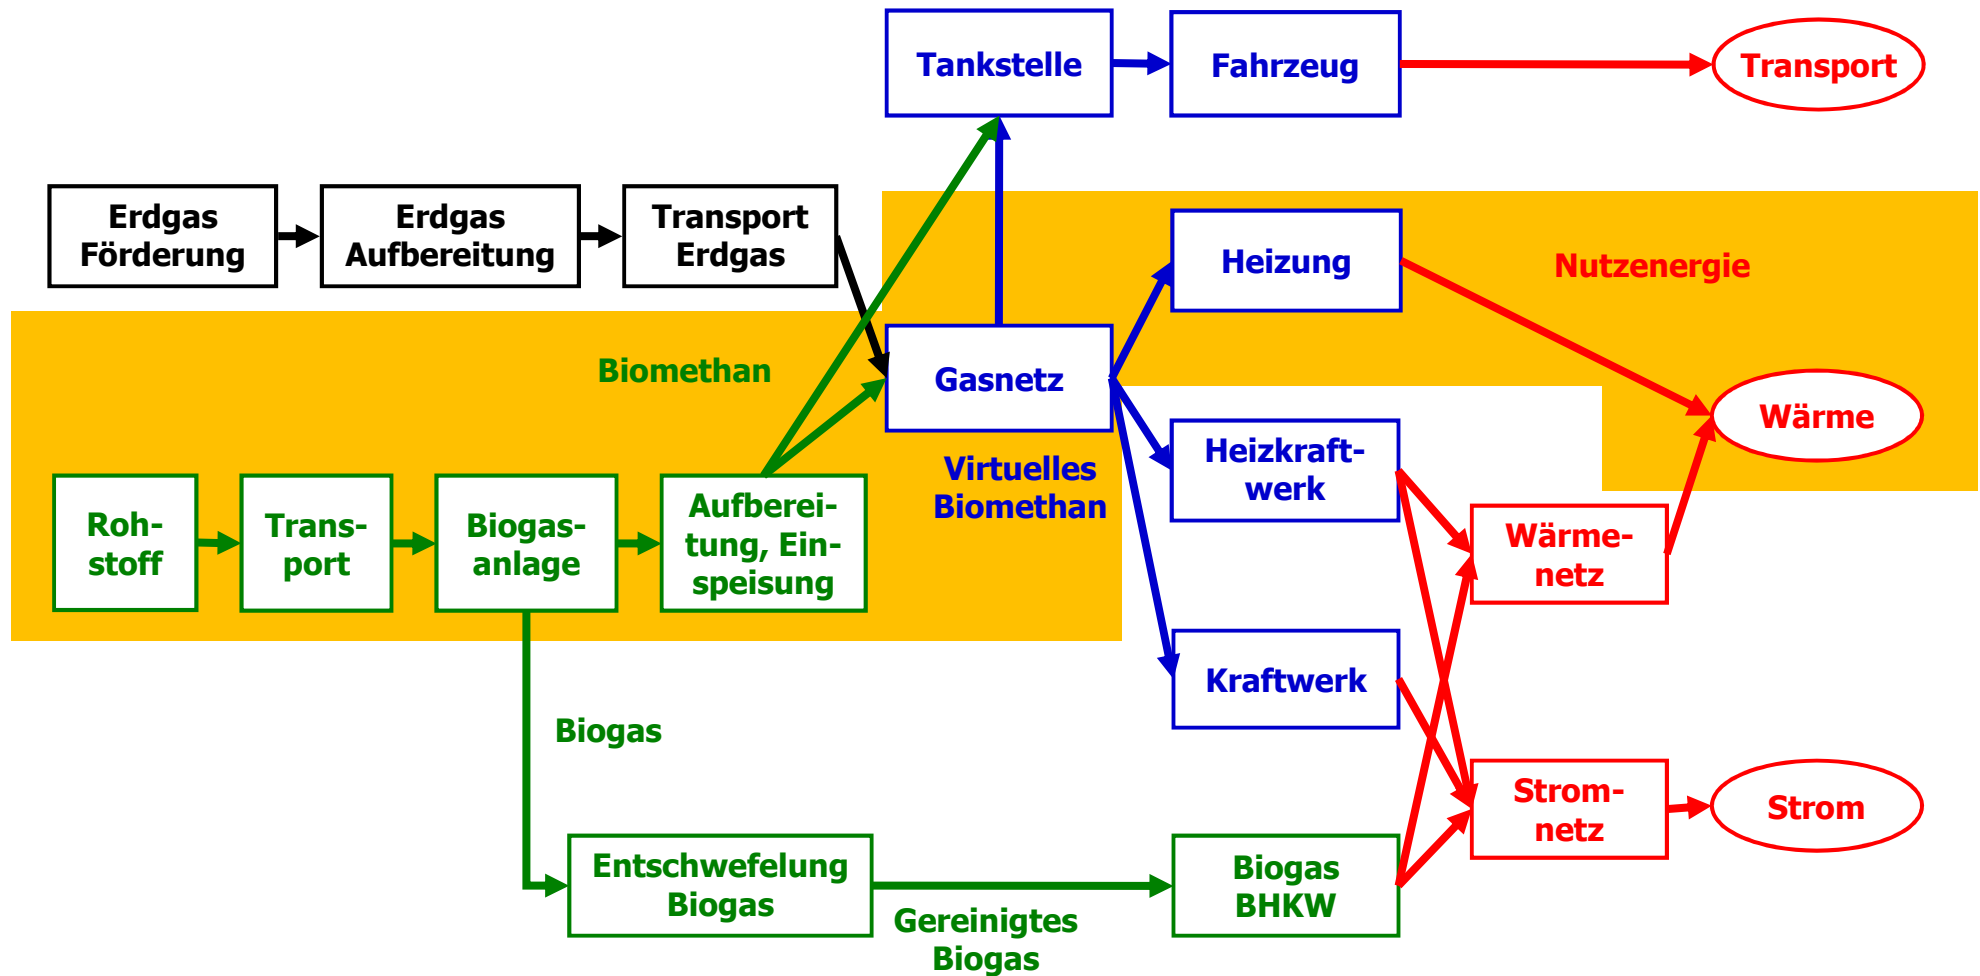 Tankstelle
Fahrzeug
Transport
Erdgas
Förderung
Erdgas
Aufbereitung
Transport
Erdgas
Heizung
Nutzenergie
Biomethan
Gasnetz
Wärme
Virtuelles
Biomethan
Heizkraft-
werk
Roh-
stoff
Trans-
port
Biogas-
anlage
Aufberei-
tung, Ein-
speisung
Wärme-
netz
Kraftwerk
Biogas
Strom-
netz
Strom
Entschwefelung
Biogas
Gereinigtes
Biogas
Biogas
BHKW